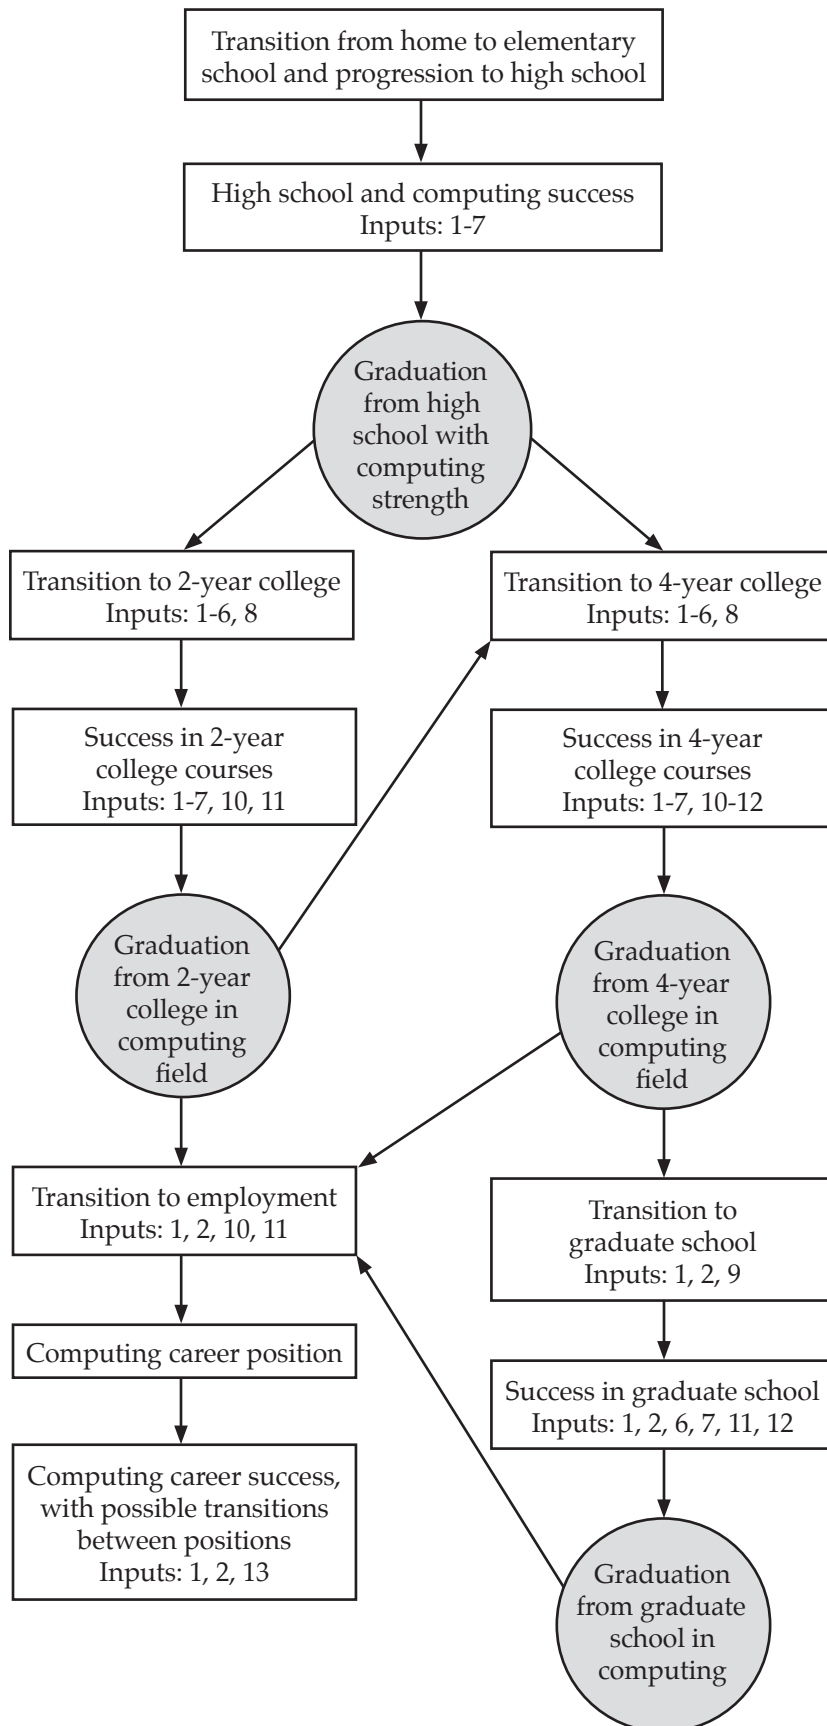 Transition from home to elementary
school and progression to high school
High school and computing success
Inputs: 1-7
Graduation
from high
school with
computing
strength
Transition to 2-year college
Inputs: 1-6, 8
Transition to 4-year college
Inputs: 1-6, 8
Success in 2-year
college courses
Inputs: 1-7, 10, 11
Success in 4-year
college courses
Inputs: 1-7, 10-12
Graduation
from 2-year
college in
computing
field
Graduation
from 4-year
college in
computing
field
Transition to employment
Inputs: 1, 2, 10, 11
Transition to
graduate school
Inputs: 1, 2, 9
Computing career position
Success in graduate school
Inputs: 1, 2, 6, 7, 11, 12
Computing career success,
with possible transitions
between positions
Inputs: 1, 2, 13
Graduation
from graduate
school in
computing